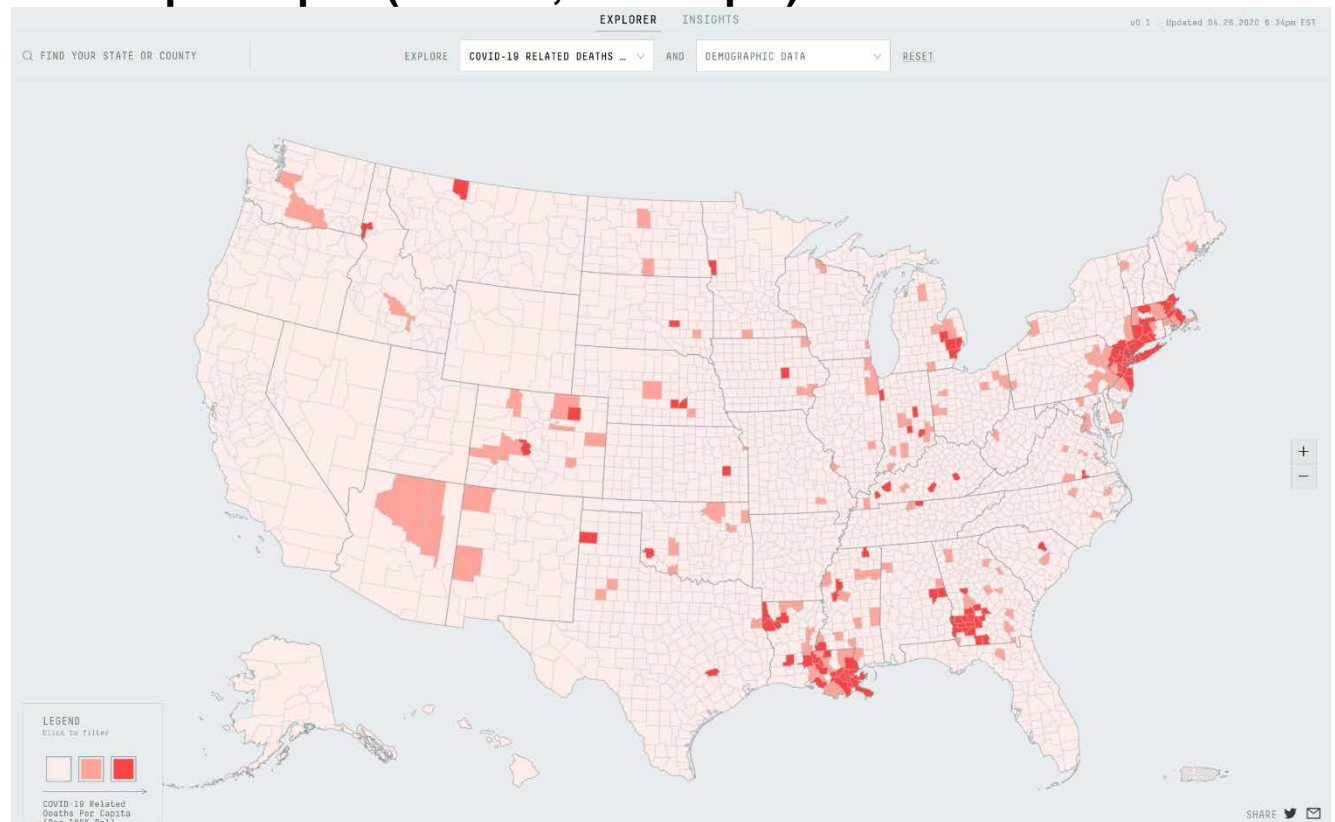 EXPLORER INSIGHTS
v0.1 : Updated 04.28.2020 5:34pm EST
FIND YOUR STATE OR COUNTY
EXPLORE COVID-19 RELATED DEATHS … AND DEMOGRAPHIC DATA RESET
+
−
LEGEND
Click to filter
COVID-19 Related
Deaths Per Capita
SHARE